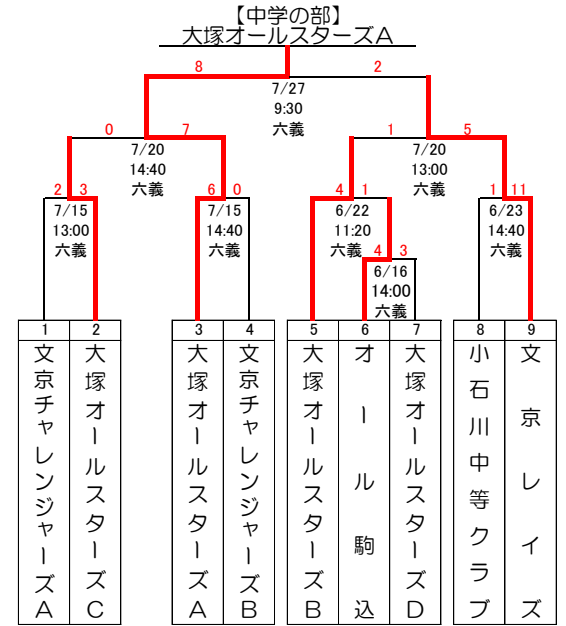 【中学の部】
大塚オールスターズA
8 2
7/27
9:30
六義
0 7
7/20
14:40
六義
1 5
7/20
13:00
六義
2 3
7/15
13:00
六義
6 0
7/15
14:40
六義
4 1
6/22
11:20
六義
1 11
6/23
14:40
六義
4 3
6/16
14:00
六義
1 2 3 4 5 6 7 8 9
文京チャレンジャーズA
大塚オールスターズC
大塚オールスターズA
文京チャレンジャーズB
大塚オールスターズB
オール駒込
大塚オールスターズD
小石川中等クラブ
文京レイズ